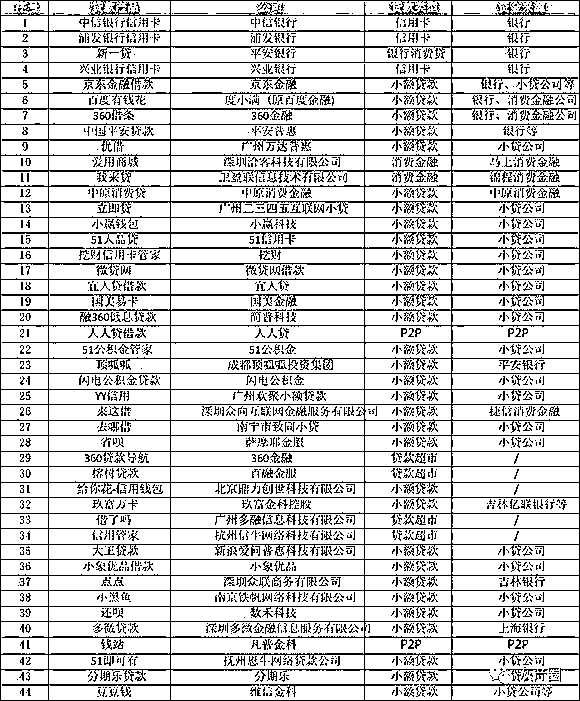 1 中信银行信用卡 中信银行 信用卡 银行
2 浦发银行信用卡 浦发银行 信用卡 银行
3 新一贷 平安银行 银行消费贷 银行
4 兴业银行信用卡 兴业银行 信用卡 银行
5 京东金融借款 京东金融 小额贷款 银行、小贷公司等
6 百度有钱花 度小满（原百度金融） 小额贷款 银行、消费金融公司
7 360借条 360金融 小额贷款 银行、消费金融公司
8 中国平安贷款 平安普惠 小额贷款 银行等
9 优借 广州万达普惠 小额贷款 小贷公司
10 爱用商城 深圳洽客科技有限公司 消费金融 马上消费金融
11 我来贷 卫盈联信息技术有限公司 消费金融 锦程消费金融
12 中原消费贷 中原消费金融 小额贷款 中原消费金融
13 立即贷 广州二三四五互联网小贷 小额贷款 小贷公司
14 小赢钱包 小赢科技 小额贷款 小贷公司
15 51人品贷 51信用卡 小额贷款 小贷公司
16 挖财信用卡管家 挖财 小额贷款 小贷公司
17 微贷网 微贷网借款 小额贷款 小贷公司
18 宜人贷借款 宜人贷 小额贷款 小贷公司
19 国美易卡 国美金融 小额贷款 小贷公司
20 融360低息贷款 简普科技 小额贷款 小贷公司
21 人人贷借款 人人贷 P2P P2P
22 51公积金管家 51公积金 小额贷款 小贷公司
23 顶呱呱 成都顶呱呱投资集团 小额贷款 平安银行
24 闪电公积金贷款 闪电公积金 小额贷款 小贷公司
25 YY信用 广州欢聚小额贷款 小额贷款 小贷公司
26 来这借 深圳众向互联网金融服务有限公司 小额贷款 捷信消费金融
27 去哪借 南宁市致同小贷 小额贷款 小贷公司
28 省呗 萨摩耶金服 小额贷款 小贷公司
29 360贷款导航 360金融 贷款超市 /
30 榕树贷款 百融金服 贷款超市 /
31 给你花-信用钱包 北京鼎力创世科技有限公司 小额贷款 /
32 玖富万卡 玖富金科控股 小额贷款 吉林亿联银行等
33 借了吗 广州多融信息科技有限公司 贷款超市 /
34 信用管家 杭州信牛网络科技有限公司 贷款超市 /
35 大王贷款 新浪爱问普惠科技有限公司 小额贷款 小贷公司
36 小象优品借款 小象优品 小额贷款 小贷公司
37 点点 深圳众联商务有限公司 小额贷款 吉林银行
38 小黑鱼 南京铁帆网络科技有限公司 小额贷款 小贷公司
39 还呗 数禾科技 小额贷款 小贷公司
40 多微贷款 深圳多微金融信息服务有限公司 小额贷款 上海银行
41 钱站 凡普金科 P2P P2P
42 51即可有 抚州恩牛网络贷款公司 小额贷款 小贷公司
43 分期乐贷款 分期乐 小额贷款
44 豆豆钱 维信金科 小额贷款 小贷公司等